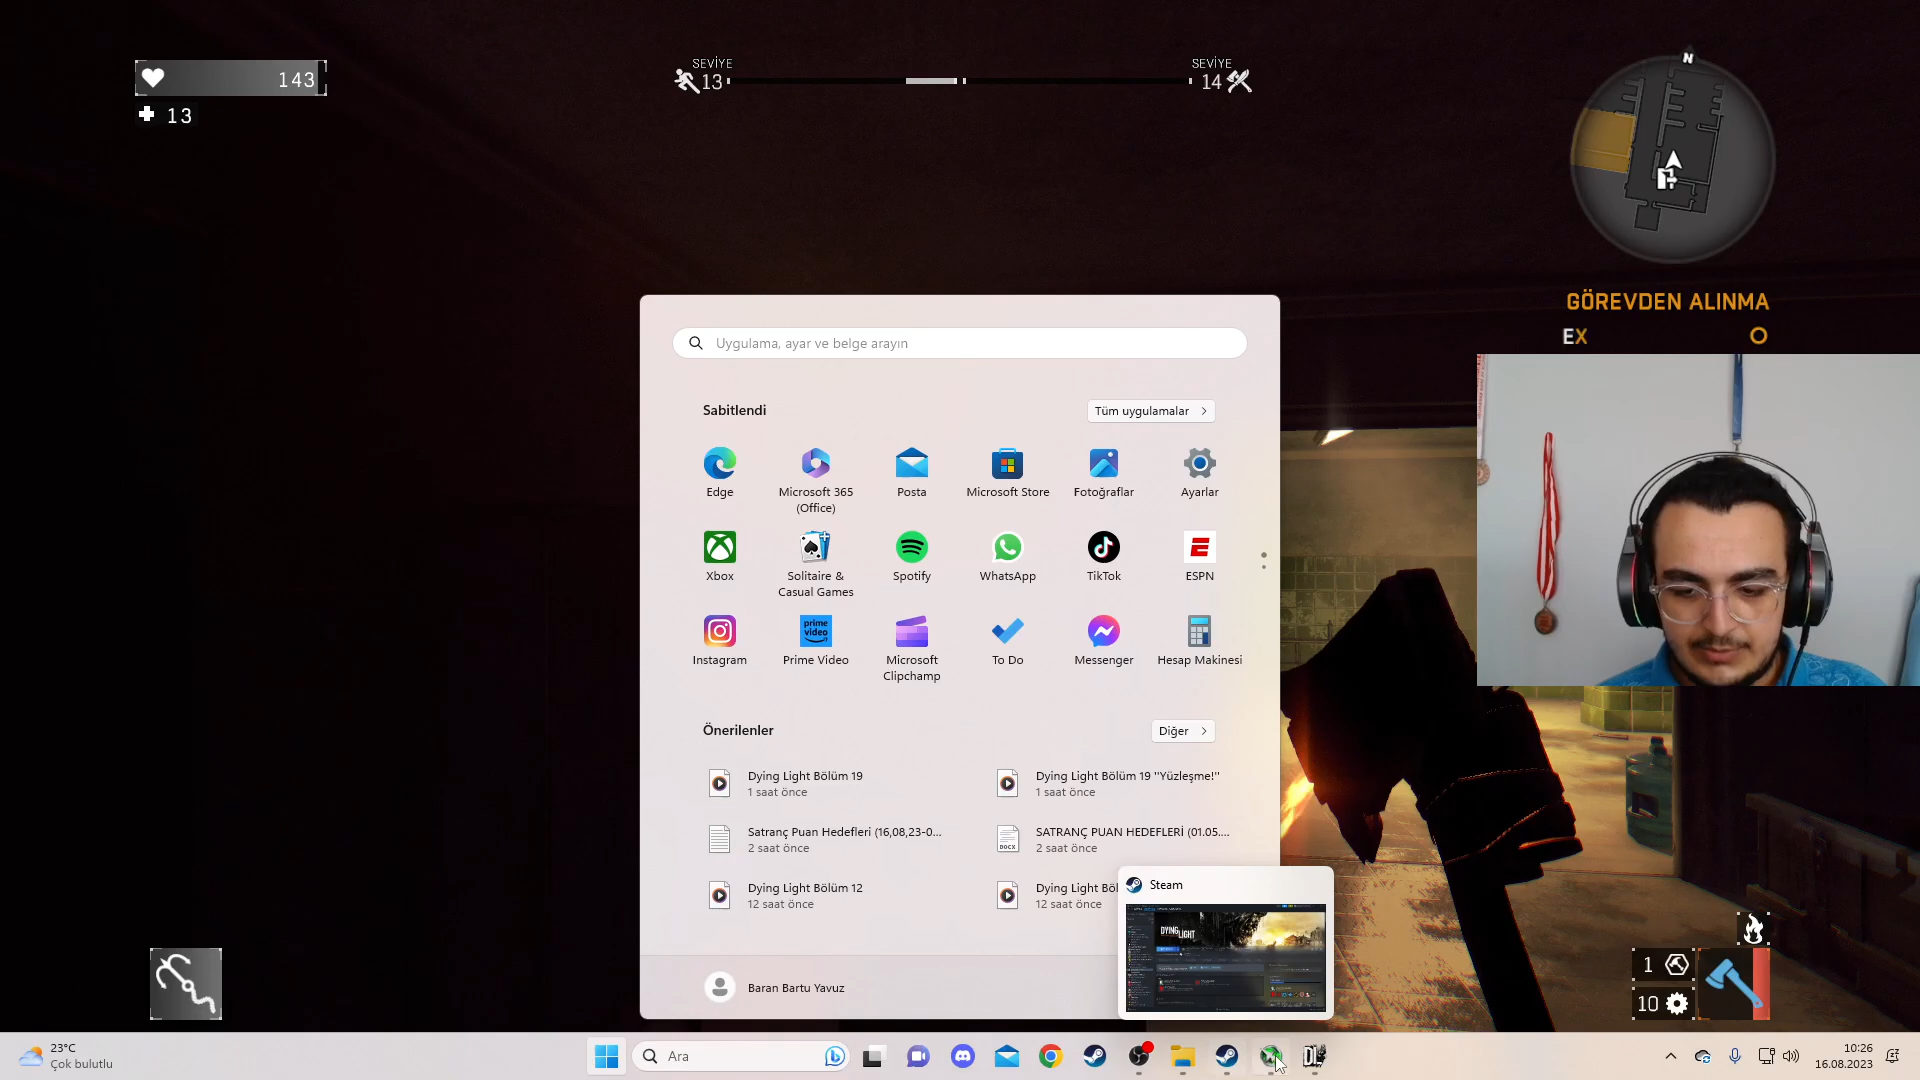 143
13
SEVİYE
13
SEVİYE
14
N
GÖREVDEN ALINMA
EX O
Uygulama, ayar ve belge arayın
Sabitlendi
Tüm uygulamalar
Edge
Microsoft 365
(Office)
Posta
Microsoft Store
Fotoğraflar
Ayarlar
Xbox
Solitaire &
Casual Games
Spotify
WhatsApp
TikTok
ESPN
prime
video
Instagram
Prime Video
Microsoft
Clipchamp
To Do
Messenger
Hesap Makinesi
Önerilenler
Diğer
Dying Light Bölüm 19
1 saat önce
Dying Light Bölüm 19 ''Yüzleşme!''
1 saat önce
Satranç Puan Hedefleri (16,08,23-0...
2 saat önce
DOCX
SATRANÇ PUAN HEDEFLERİ (01.05....
2 saat önce
Dying Light Bölüm 12
12 saat önce
Dying Light Böl
12 saat önce
Steam
DYING LIGHT
Baran Bartu Yavuz
1
10
23°C
Çok bulutlu
Ara
10:26
16.08.2023